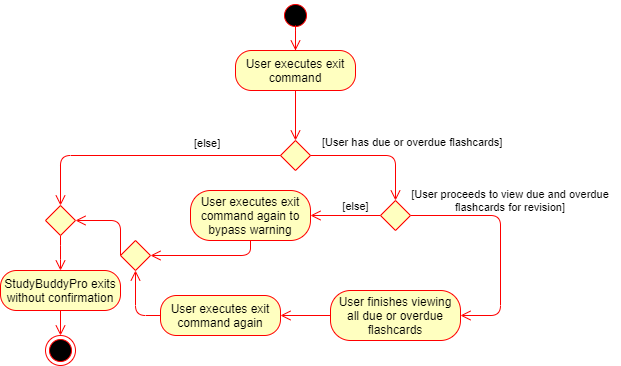 User executes exit
command
[else]
[User has due or overdue flashcards]
[User proceeds to view due and overdue
flashcards for revision]
User executes exit
command again to
bypass warning
[else]
StudyBuddyPro exits
without confirmation
User executes exit
command again
User finishes viewing
all due or overdue
flashcards